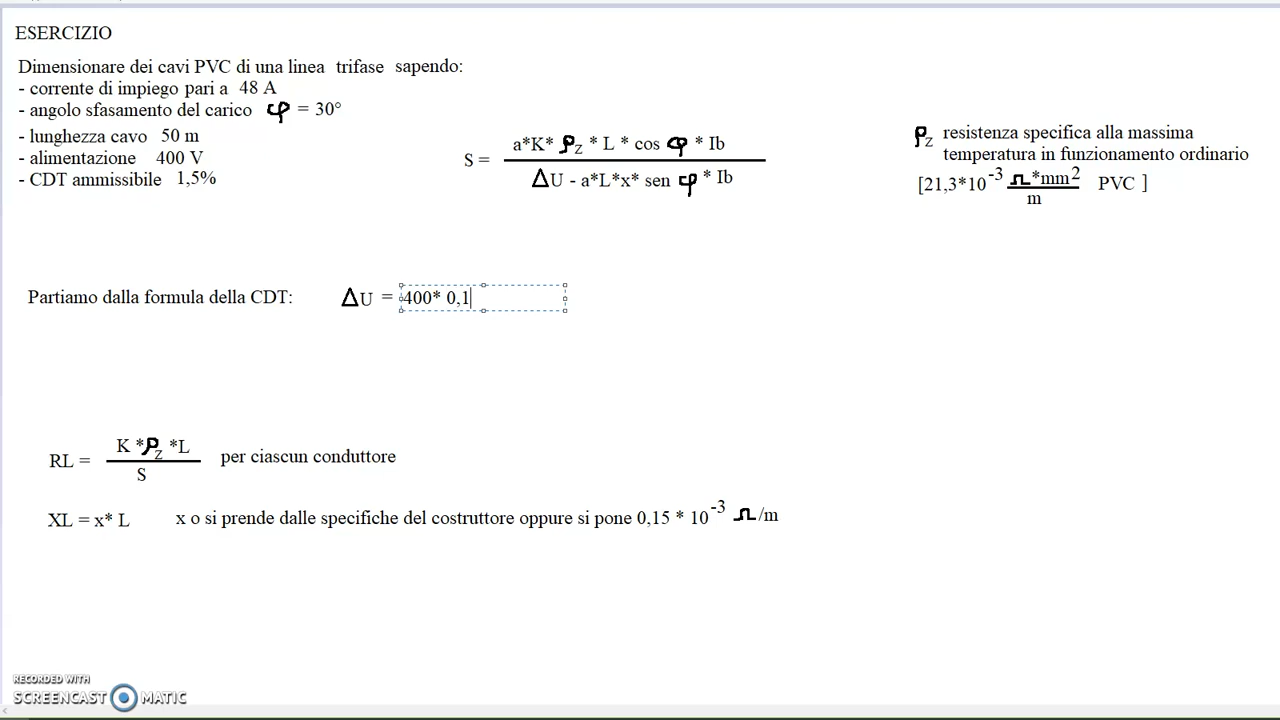 ESERCIZIO
Dimensionare dei cavi PVC di una linea trifase sapendo:
- corrente di impiego pari a 48 A
- angolo sfasamento del carico φ = 30°
- lunghezza cavo 50 m
- alimentazione 400 V
- CDT ammissibile 1,5%
S = a*K* ρz * L * cos φ * Ib
ΔU - a*L*x* sen φ * Ib
ρz resistenza specifica alla massima
temperatura in funzionamento ordinario
[21,3*10-3 Ω*mm2 PVC ]
m
Partiamo dalla formula della CDT: ΔU = 400* 0,1
K *ρz *L
RL = per ciascun conduttore
S
XL = x* L x o si prende dalle specifiche del costruttore oppure si pone 0,15 * 10-3 Ω/m
RECORDED WITH
SCREENCAST MATIC